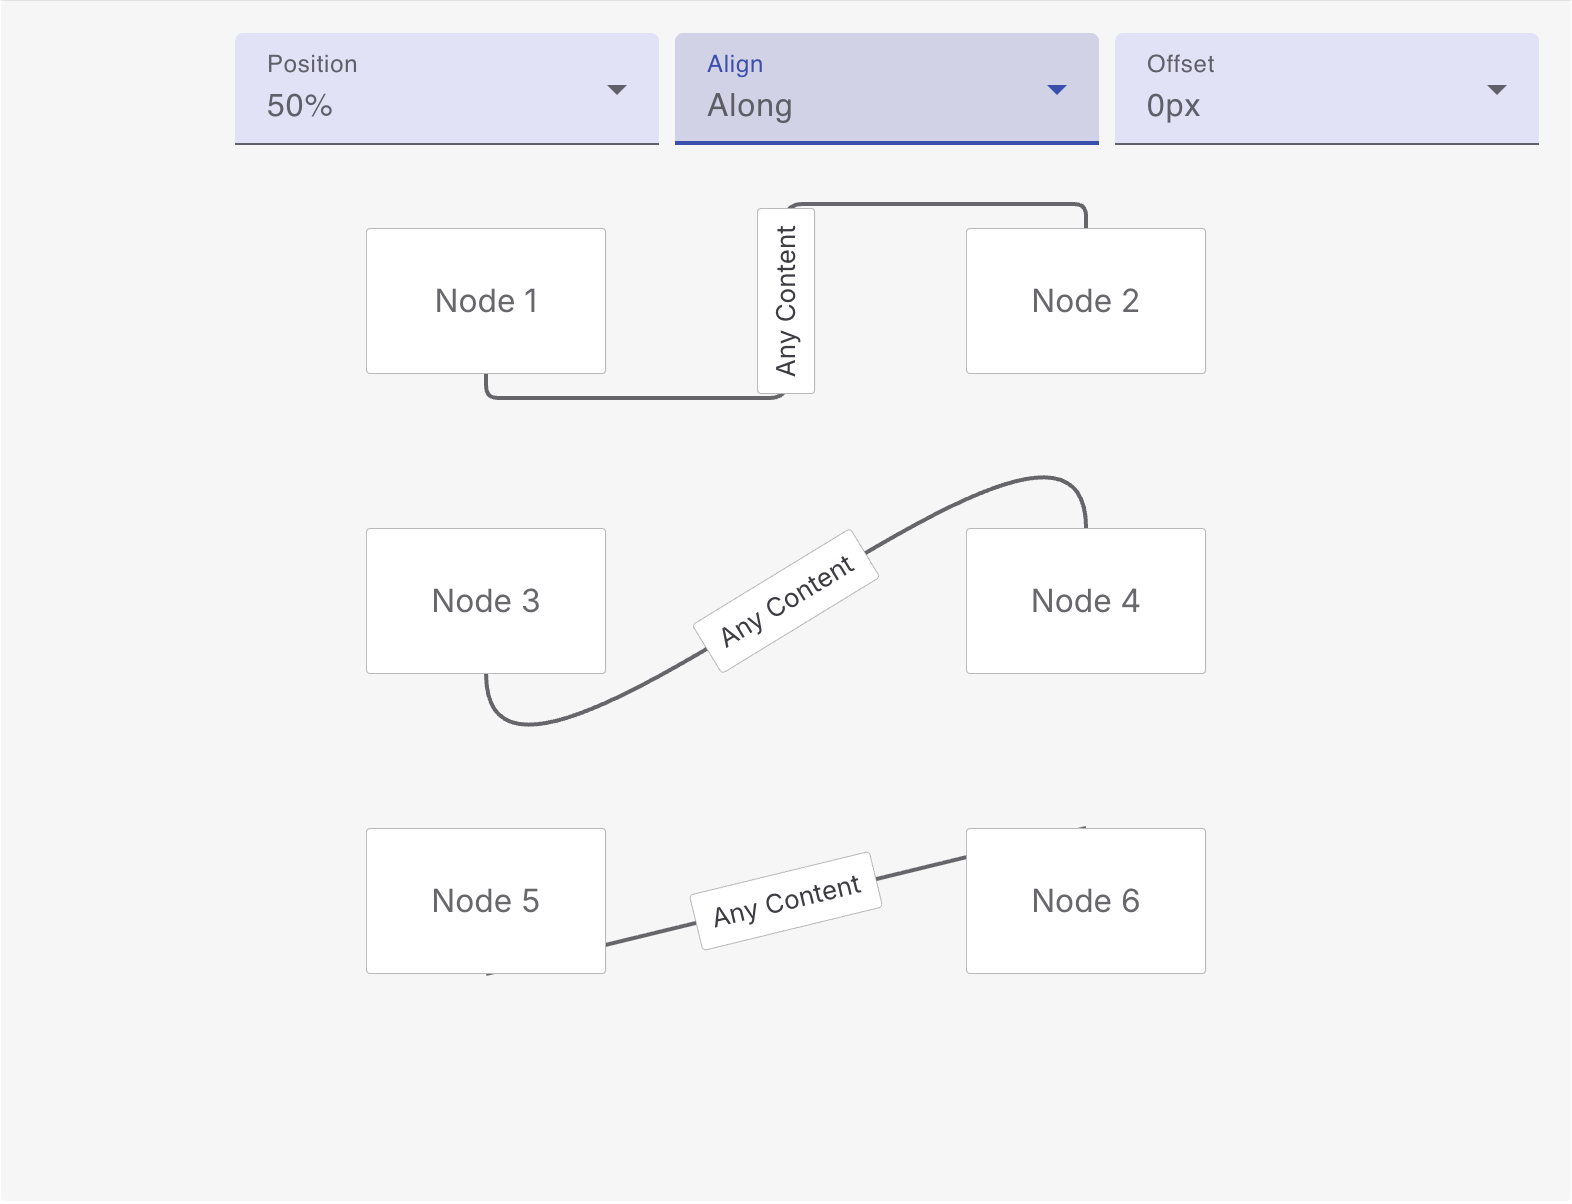 Position
50%
Align
Along
Offset
0px
Node 1
Any Content
Node 2
Node 3
Any Content
Node 4
Node 5
Any Content
Node 6